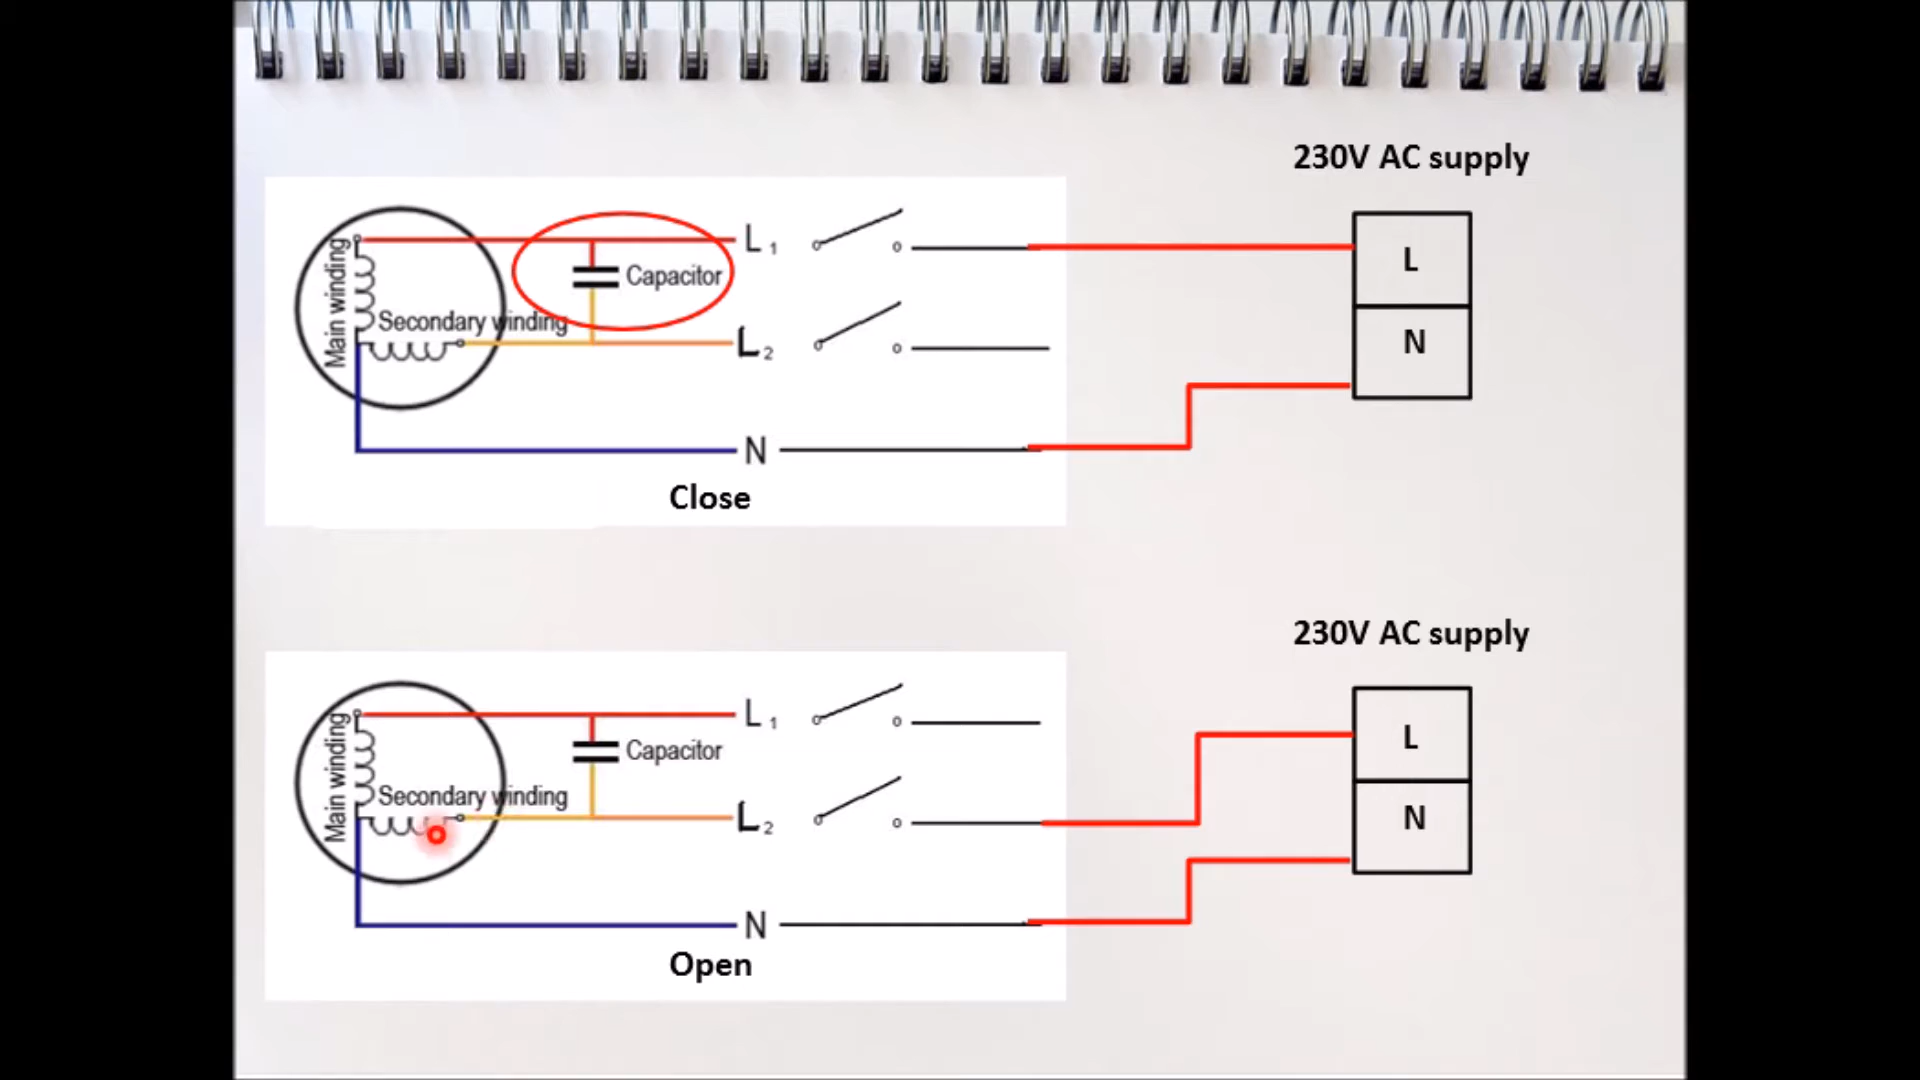 230V AC supply
L1
Capacitor
Main winding
Secondary winding
L2
L
N
N
Close
230V AC supply
L1
Capacitor
Main winding
Secondary winding
L2
L
N
N
Open